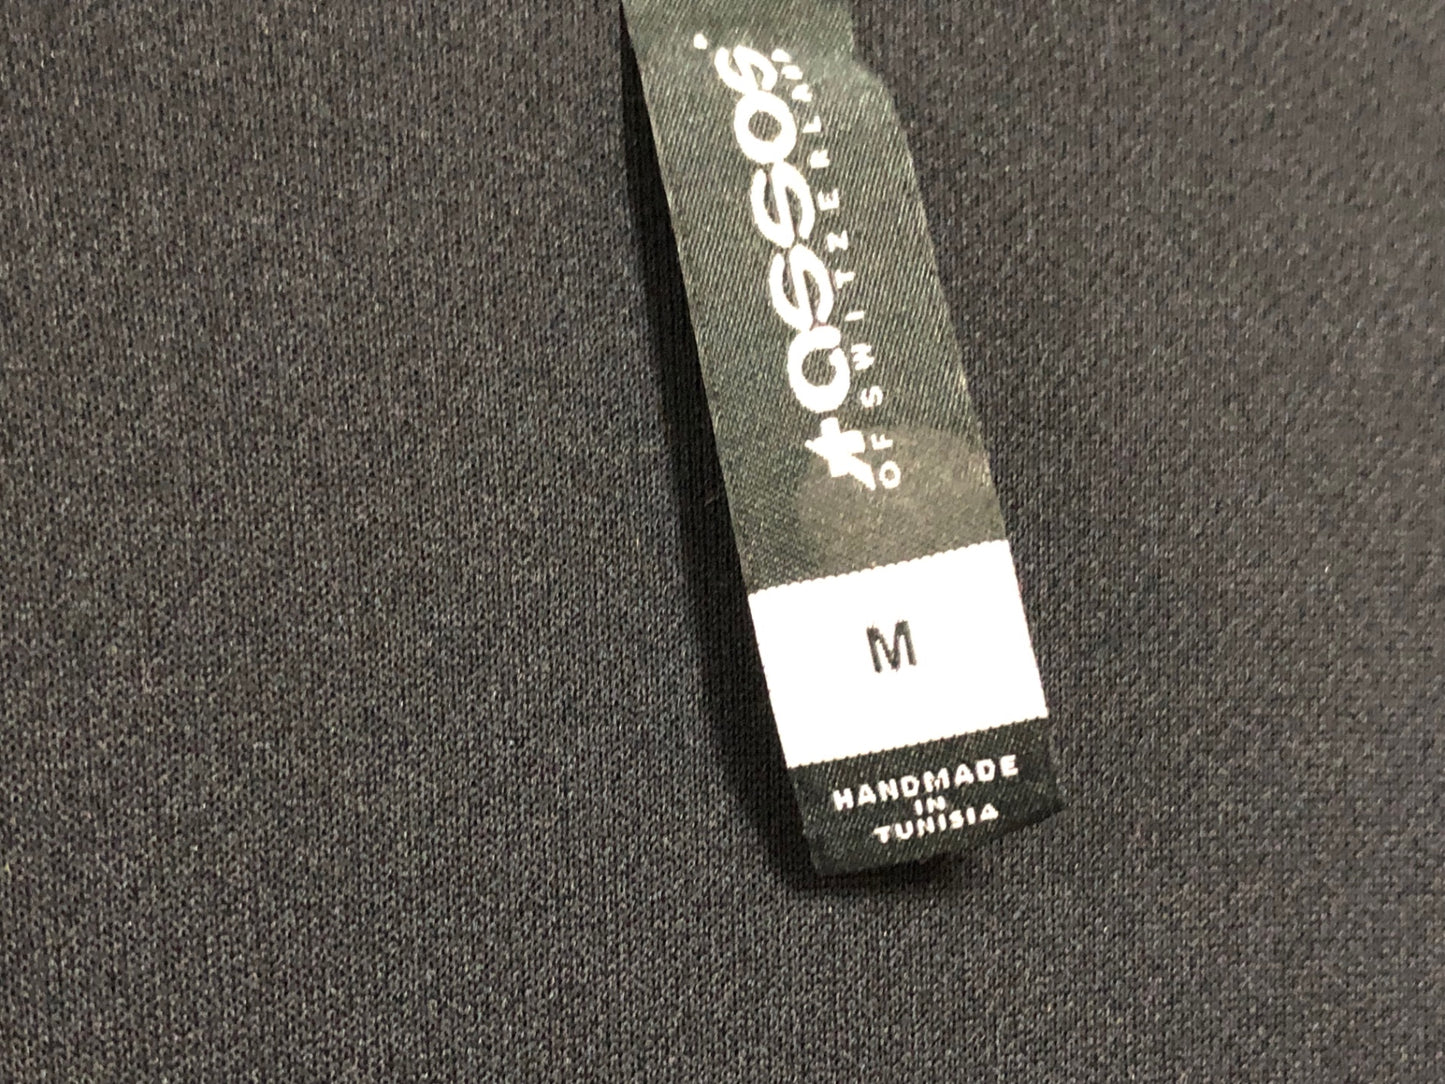 assos
OF SWITZERLAND
M
HANDMADE
IN
TUNISIA